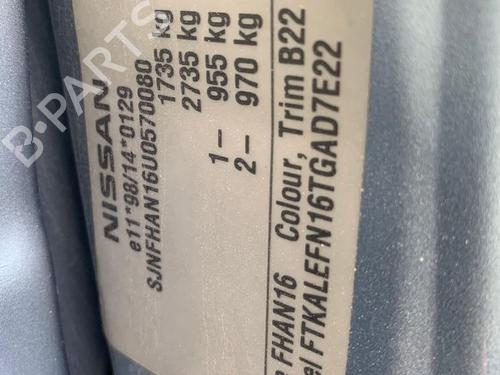 NISSAN
e11*98/14*0129
SJNFHAN16U0570080
1735 kg
2735 kg
1– 955 kg
2– 970 kg
FHAN16 Colour, Trim B22
el FTKALEFN16TGAD7E22
B-PARTS